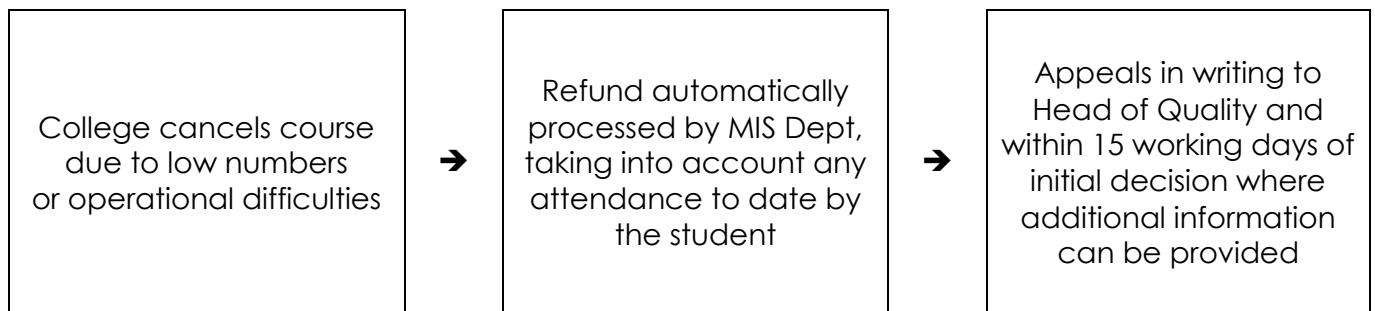 College cancels course
due to low numbers
or operational difficulties
➔
Refund automatically
processed by MIS Dept,
taking into account any
attendance to date by
the student
➔
Appeals in writing to
Head of Quality and
within 15 working days of
initial decision where
additional information
can be provided